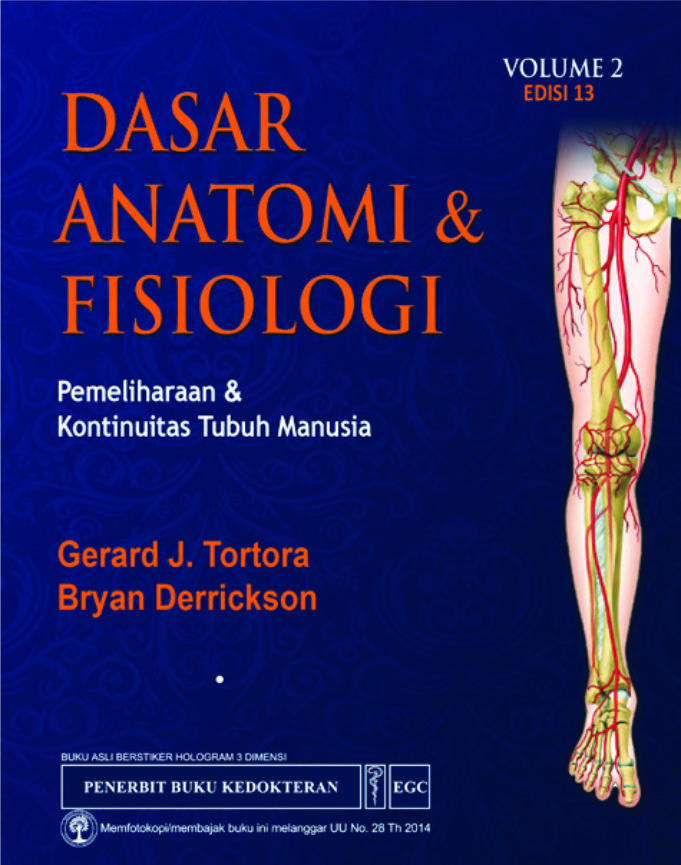 VOLUME 2
EDISI 13
DASAR
ANATOMI &
FISIOLOGI
Pemeliharaan &
Kontinuitas Tubuh Manusia
Gerard J. Tortora
Bryan Derrickson
BUKU ASLI BERSTIKER HOLOGRAM 3 DIMENSI
PENERBIT BUKU KEDOKTERAN EGC
Memfotokopi/membajak buku ini melanggar UU No. 28 Th 2014